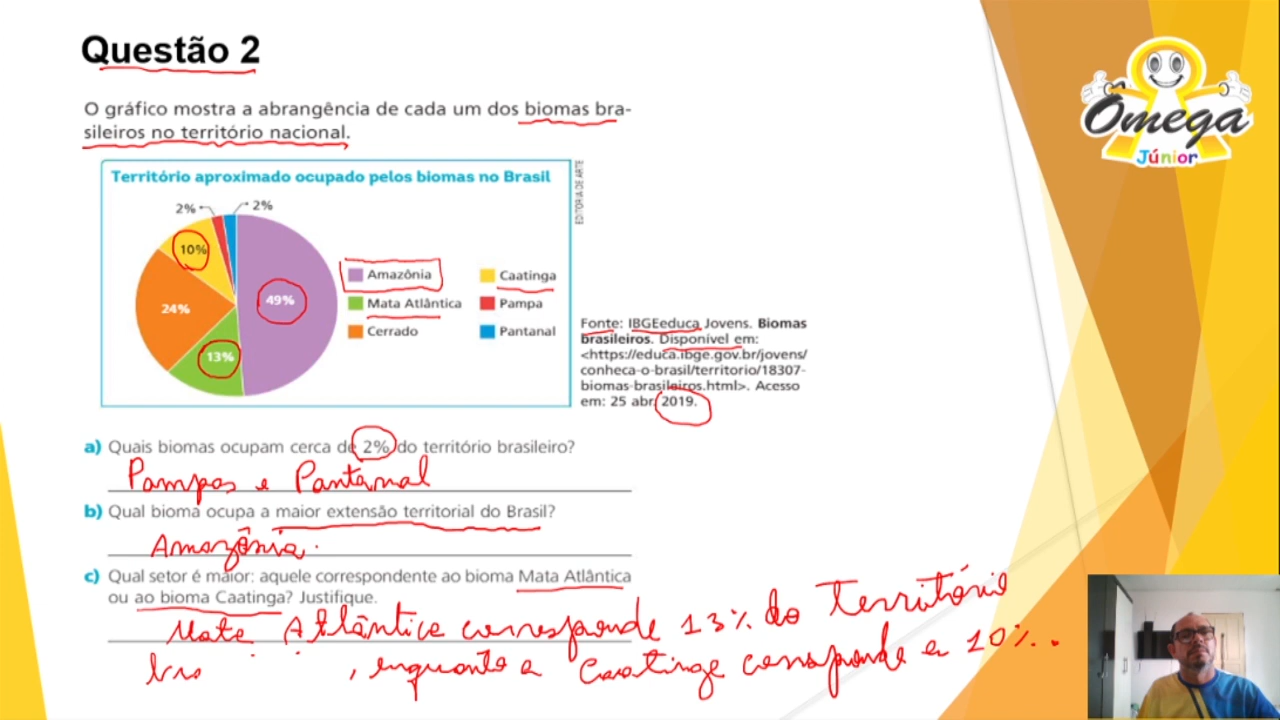 Questão 2
O gráfico mostra a abrangência de cada um dos biomas bra-
sileiros no território nacional.
Território aproximado ocupado pelos biomas no Brasil
2%
2%
10%
24%
49%
13%
Amazônia
Caatinga
Mata Atlântica
Pampa
Cerrado
Pantanal
EDITORIA DE ARTE
Fonte: IBGEeduca Jovens. Biomas
brasileiros. Disponível em:
<https://educa.ibge.gov.br/jovens/
conheca-o-brasil/territorio/18307-
biomas-brasileiros.html>. Acesso
em: 25 abr. 2019.
a) Quais biomas ocupam cerca de 2% do território brasileiro?
Pampas e Pantanal
b) Qual bioma ocupa a maior extensão territorial do Brasil?
Amazônia.
c) Qual setor é maior: aquele correspondente ao bioma Mata Atlântica
ou ao bioma Caatinga? Justifique.
Mata Atlântica corresponde 13% do Território
, enquanto a Caatinga corresponde a 10%.
Ômega
Júnior